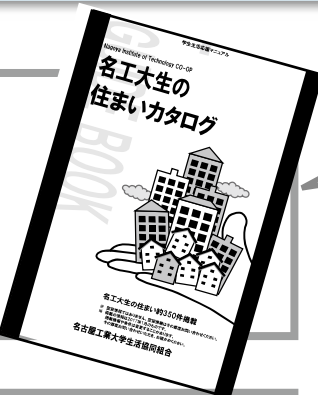 学生生活応援マニュアル
GUIDE BOOK
Nagoya Institute of Technology CO-OP
名工大生の
住まいカタログ
名工大生の住まい約350件掲載
名古屋工業大学生活協同組合